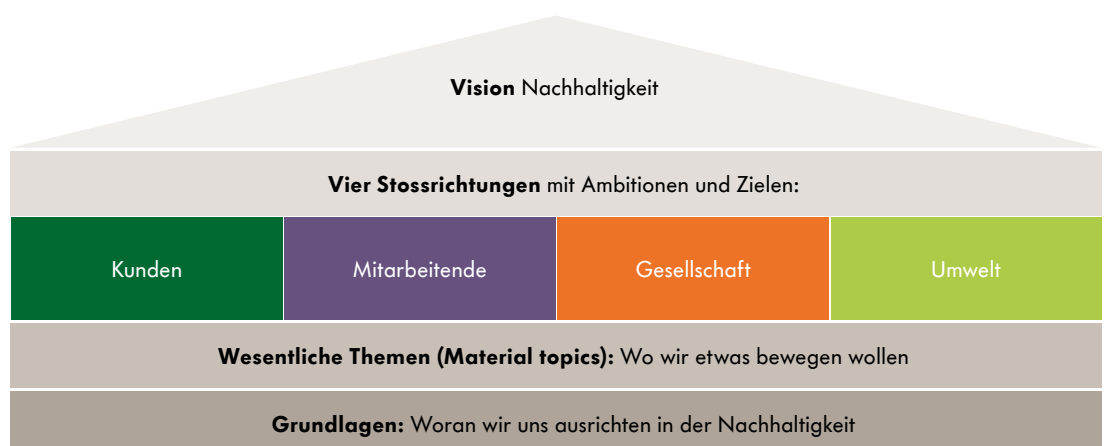 Vision Nachhaltigkeit
Vier Stossrichtungen mit Ambitionen und Zielen:
Kunden
Mitarbeitende
Gesellschaft
Umwelt
Wesentliche Themen (Material topics): Wo wir etwas bewegen wollen
Grundlagen: Woran wir uns ausrichten in der Nachhaltigkeit